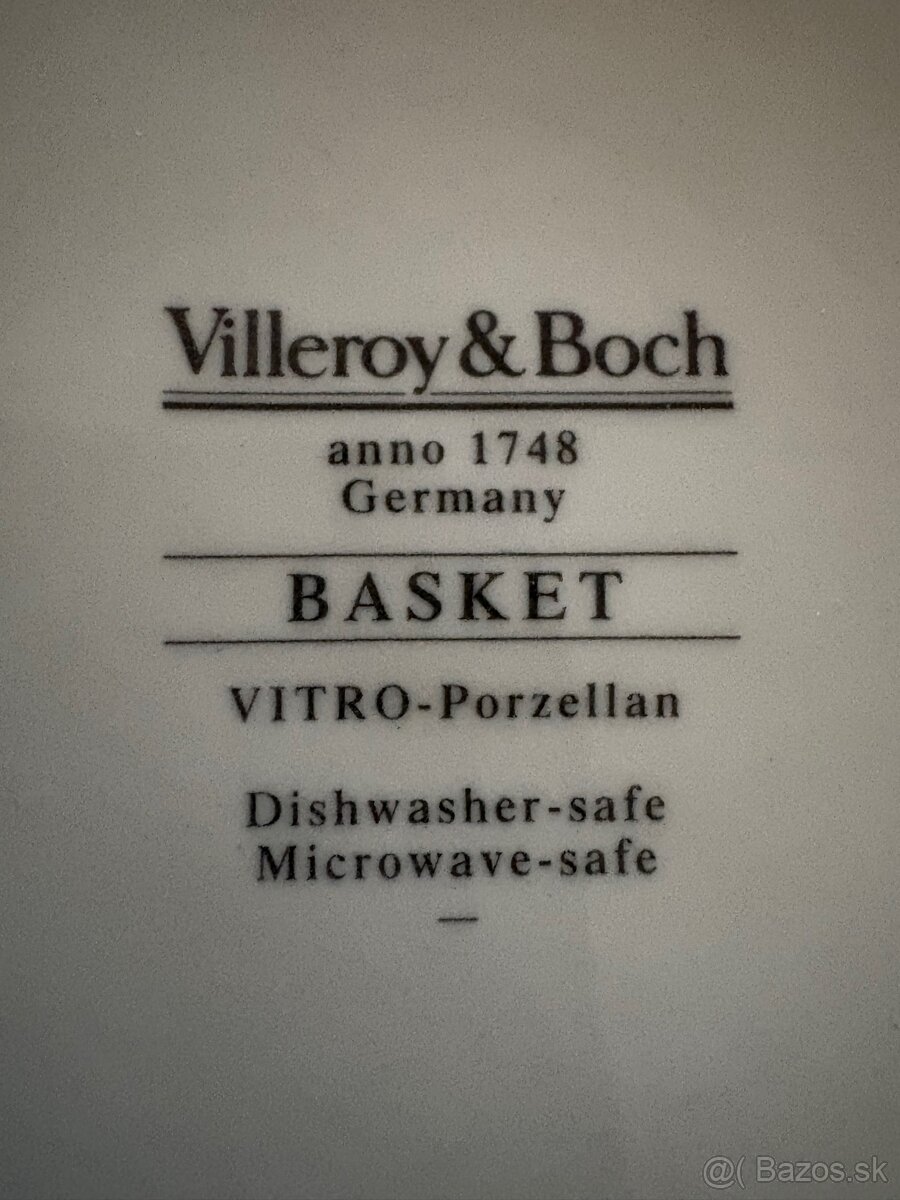 Villeroy & Boch
anno 1748
Germany
BASKET
VITRO-Porzellan
Dishwasher-safe
Microwave-safe
@( Bazos.sk